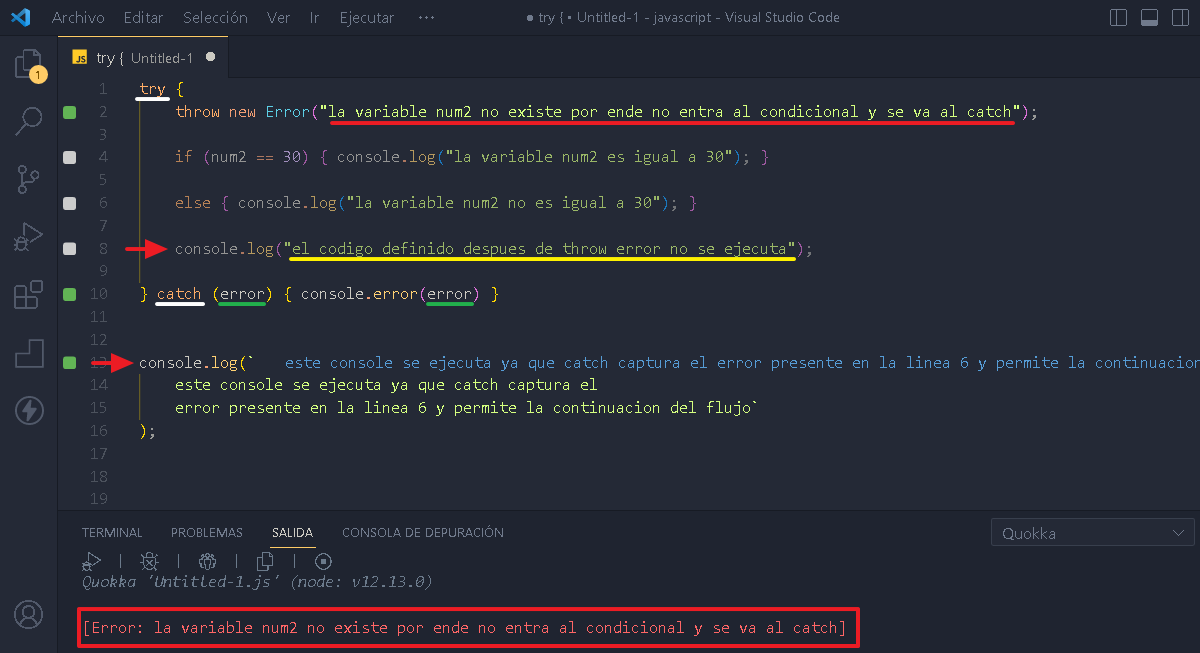 Archivo Editar Selección Ver Ir Ejecutar ··· ● try { • Untitled-1 - javascript - Visual Studio Code
JS try { Untitled-1 ●
1
1 try {
2 throw new Error("la variable num2 no existe por ende no entra al condicional y se va al catch");
3
4 if (num2 == 30) { console.log("la variable num2 es igual a 30"); }
5
6 else { console.log("la variable num2 no es igual a 30"); }
7
8 console.log("el codigo definido despues de throw error no se ejecuta");
9
10 } catch (error) { console.error(error) }
11
12
13 console.log(` este console se ejecuta ya que catch captura el error presente en la linea 6 y permite la continuacion
14 este console se ejecuta ya que catch captura el
15 error presente en la linea 6 y permite la continuacion del flujo`
16 );
17
18
19
TERMINAL PROBLEMAS SALIDA CONSOLA DE DEPURACIÓN Quokka
Quokka 'Untitled-1.js' (node: v12.13.0)
[Error: la variable num2 no existe por ende no entra al condicional y se va al catch]